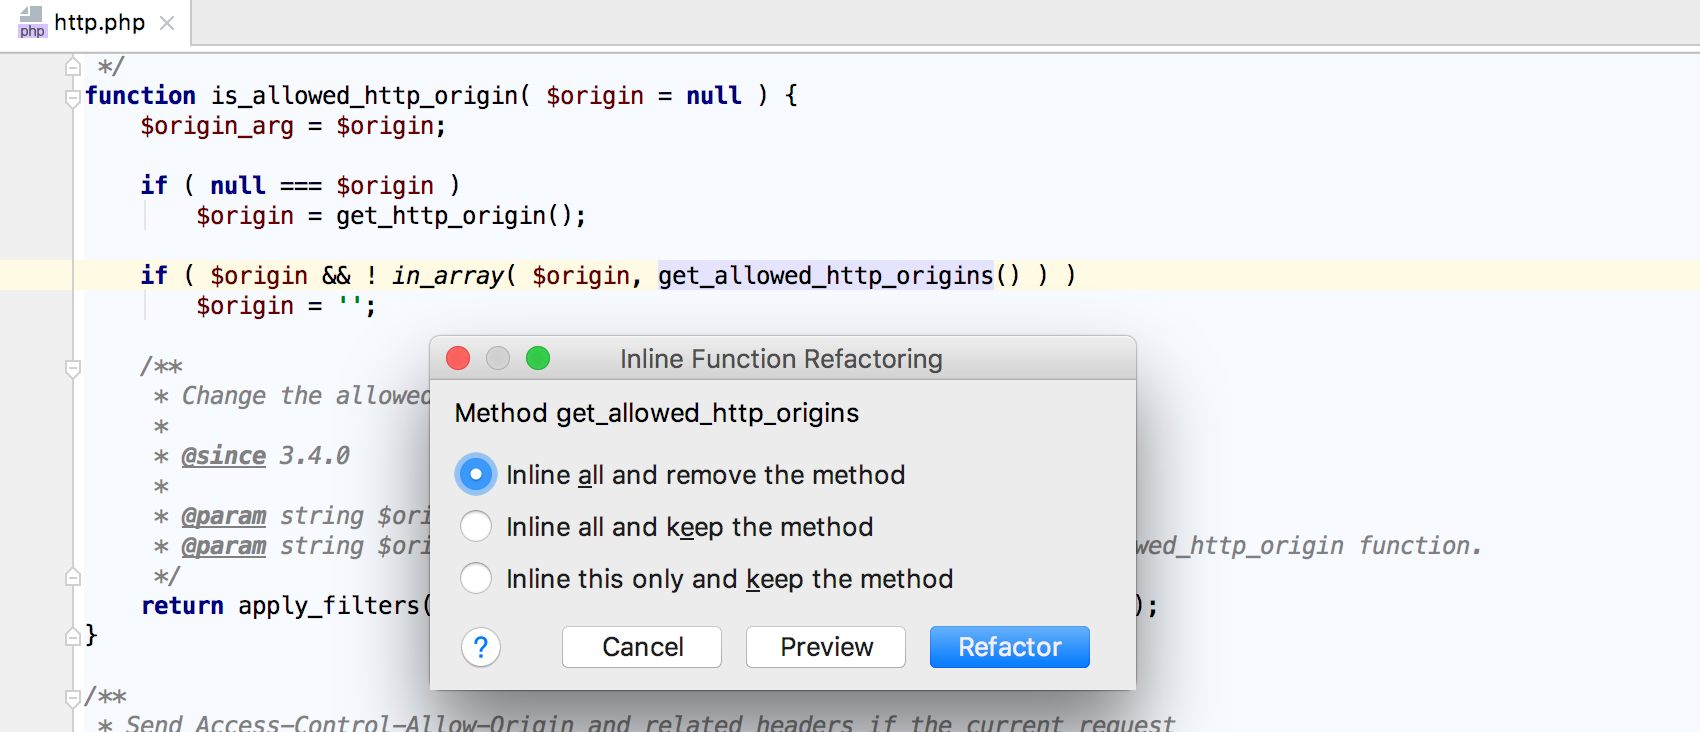 php http.php
*/
function is_allowed_http_origin( $origin = null ) {
$origin_arg = $origin;
if ( null === $origin )
$origin = get_http_origin();
if ( $origin && ! in_array( $origin, get_allowed_http_origins() ) )
$origin = '';
/**
* Change the allowed
*
* @since 3.4.0
*
* @param string $ori
* @param string $ori wed_http_origin function.
*/
return apply_filters( );
}
/**
* Send Access-Control-Allow-Origin and related headers if the current request
Inline Function Refactoring
Method get_allowed_http_origins
Inline all and remove the method
Inline all and keep the method
Inline this only and keep the method
? Cancel Preview Refactor